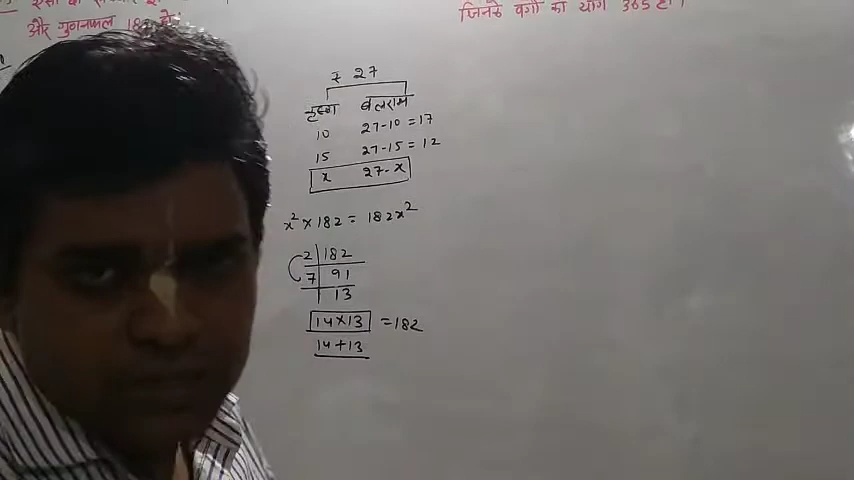 और गुणनफल 182 हो
जिनके वर्गों का योग 365 हो।
₹ 27
कृष्णा बलराम
10 27-10 = 17
15 27-15 = 12
x 27-x
x² × 182 = 182x²
2 | 182
7 | 91
| 13
14×13 = 182
14+13